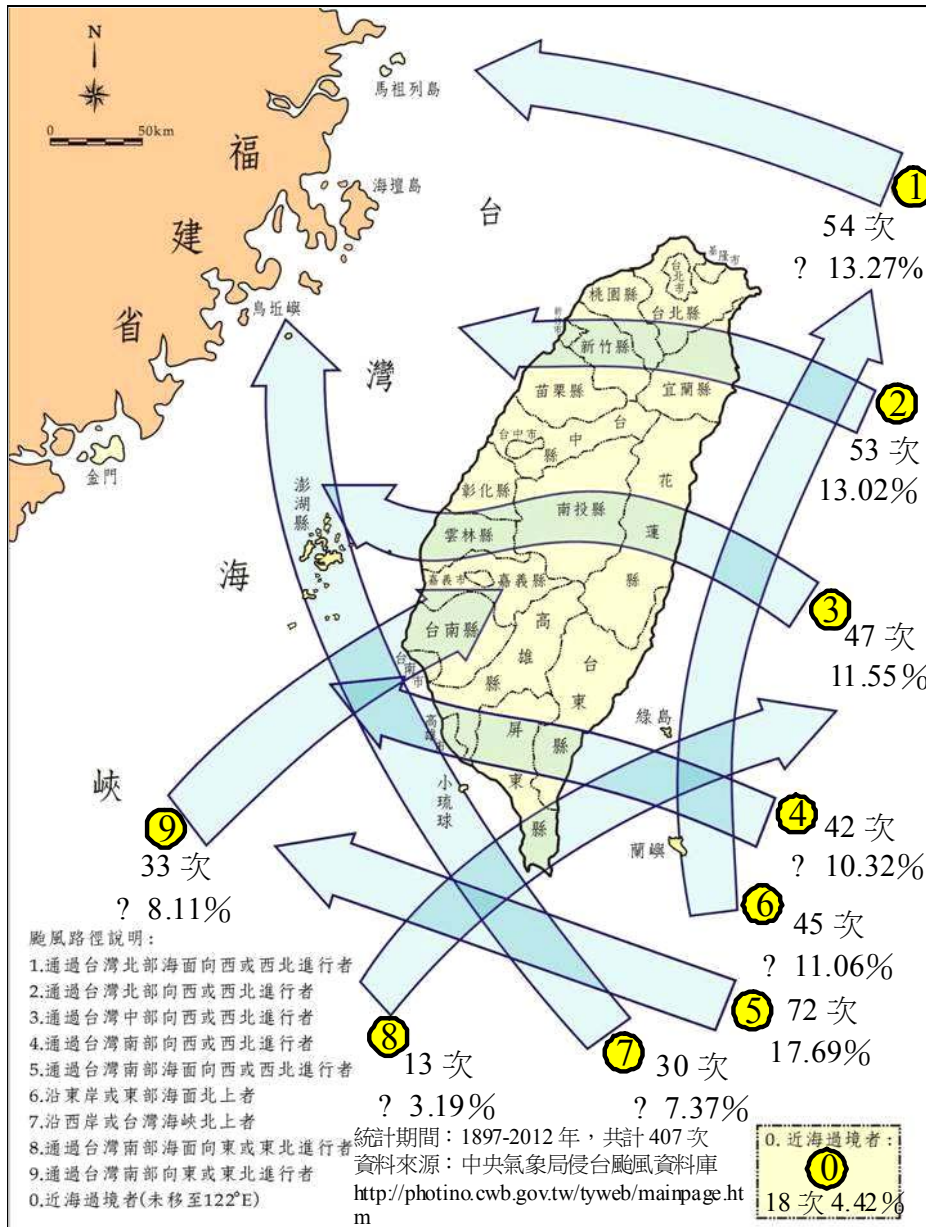 N
0 50km
馬祖列島
福
建
省
海壇島
台
灣
海
峽
烏坵嶼
金門
澎湖縣
1
54 次
? 13.27%
基隆市
台北市
桃園縣
台北縣
新竹縣
苗栗縣
宜蘭縣
2
53 次
13.02%
台中市
台
中
縣
彰化縣
南投縣
花
蓮
縣
雲林縣
嘉義市
嘉義縣
3
47 次
11.55%
台南縣
台南市
高
雄
縣
台
東
縣
高雄市
屏
東
縣
綠島
小琉球
蘭嶼
9
33 次
? 8.11%
4
42 次
? 10.32%
6
45 次
? 11.06%
5
72 次
17.69%
8
13 次
? 3.19%
7
30 次
? 7.37%
颱風路徑說明:
1.通過台灣北部海面向西或西北進行者
2.通過台灣北部向西或西北進行者
3.通過台灣中部向西或西北進行者
4.通過台灣南部向西或西北進行者
5.通過台灣南部海面向西或西北進行者
6.沿東岸或東部海面北上者
7.沿西岸或台灣海峽北上者
8.通過台灣南部海面向東或東北進行者
9.通過台灣南部向東或東北進行者
0.近海過境者(未移至122°E)
統計期間：1897-2012 年，共計 407 次
資料來源：中央氣象局侵台颱風資料庫
http://photino.cwb.gov.tw/tyweb/mainpage.ht
m
0. 近海過境者:
0
18 次 4.42%